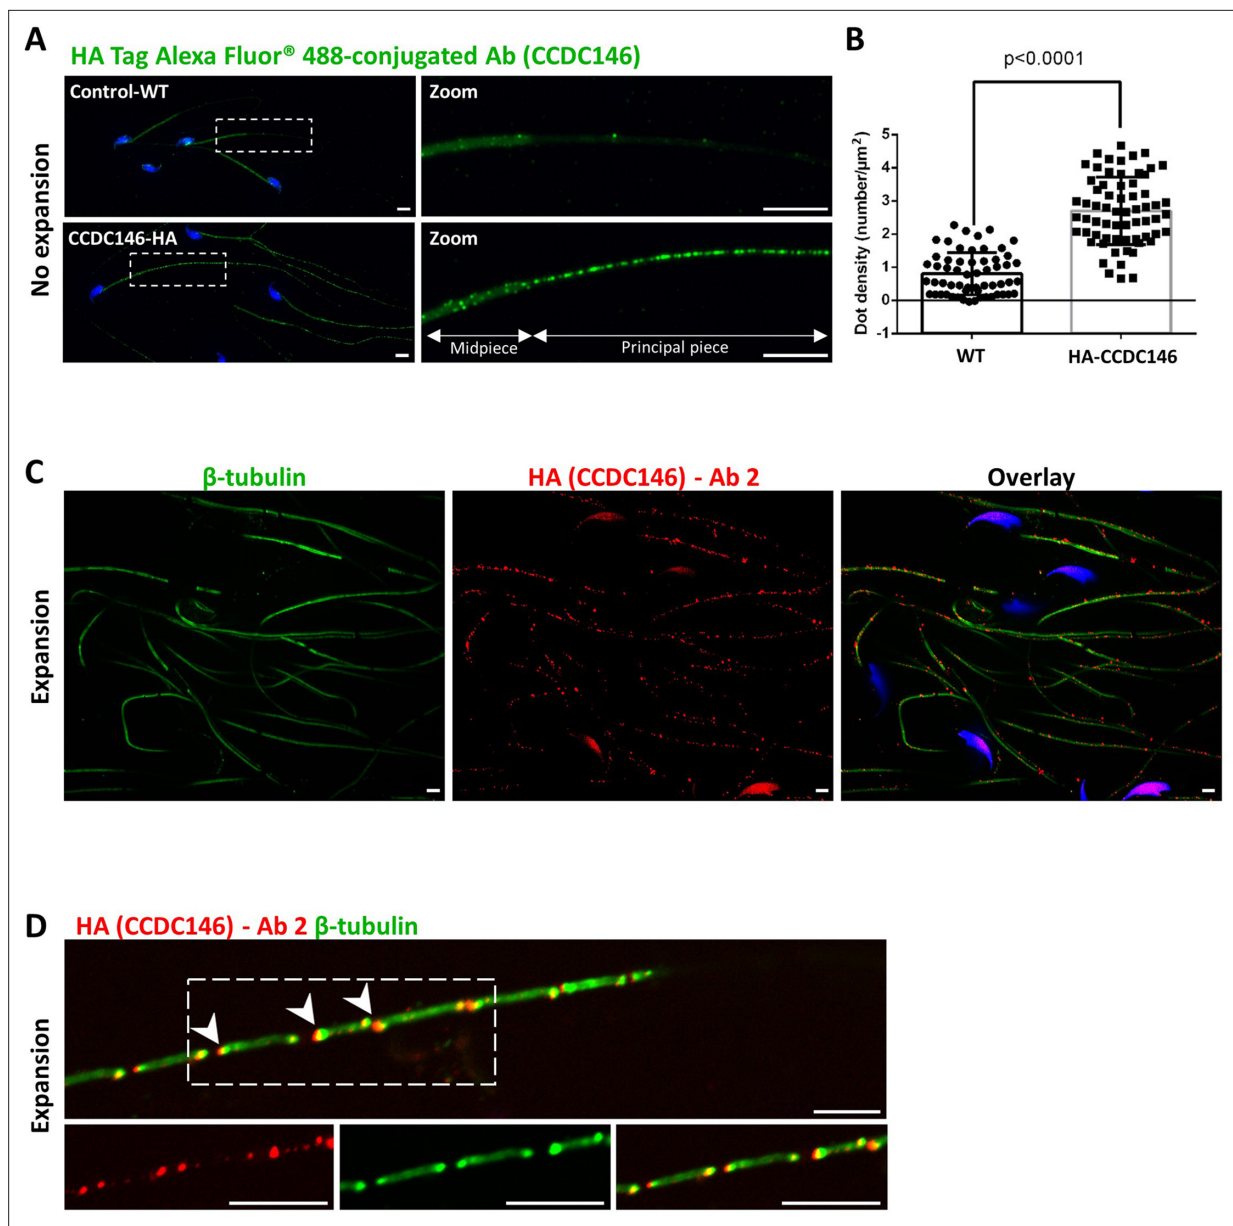 A
HA Tag Alexa Fluor® 488-conjugated Ab (CCDC146)
No expansion
Control-WT
Zoom
CCDC146-HA
Zoom
Midpiece
Principal piece
B
p<0.0001
Dot density (number/μm²)
5
4
3
2
1
0
-1
WT
HA-CCDC146
C
β-tubulin
HA (CCDC146) - Ab 2
Overlay
Expansion
D
HA (CCDC146) - Ab 2 β-tubulin
Expansion